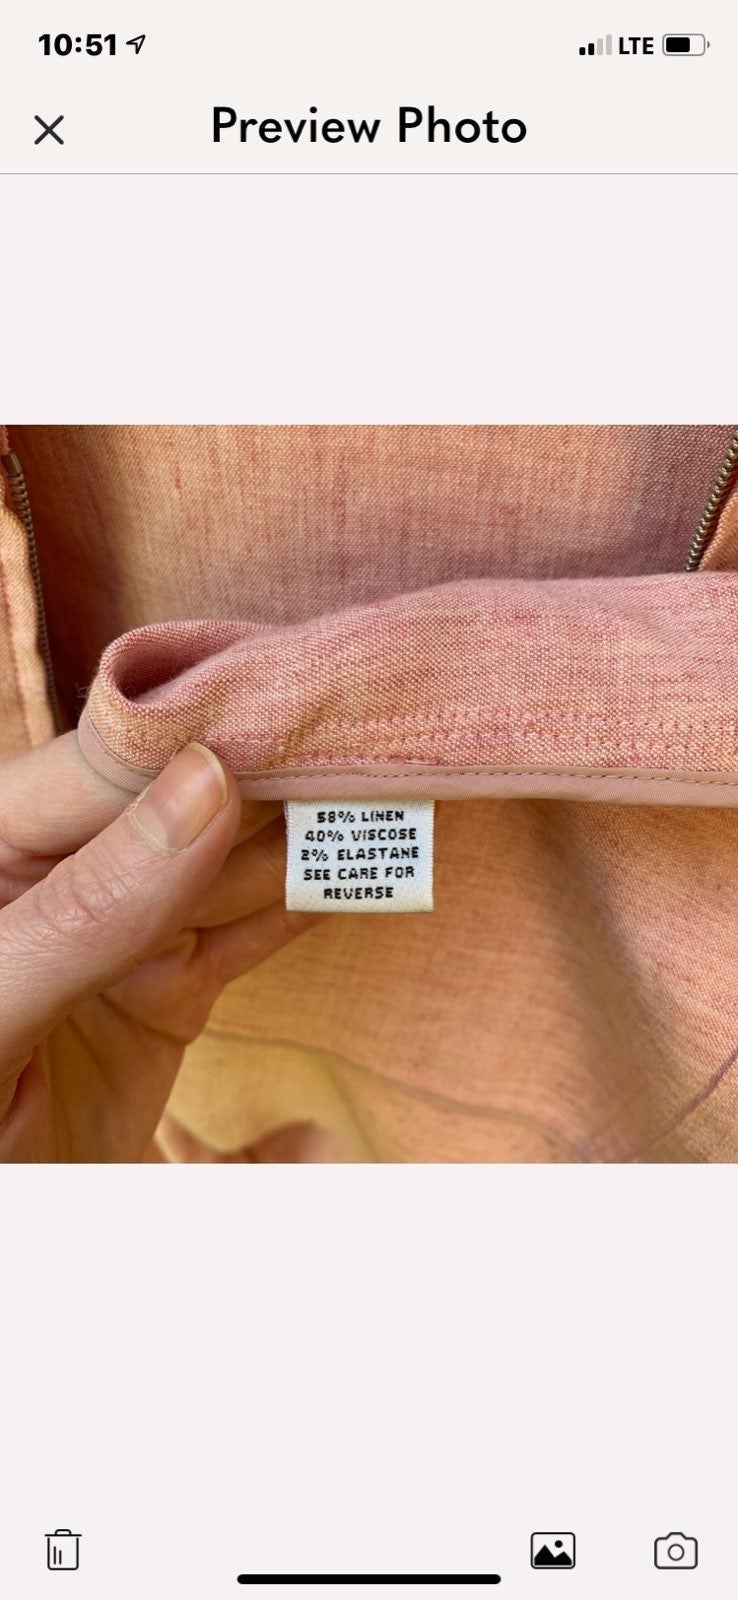 10:51
LTE
Preview Photo
58% LINEN
40% VISCOSE
2% ELASTANE
SEE CARE FOR
REVERSE